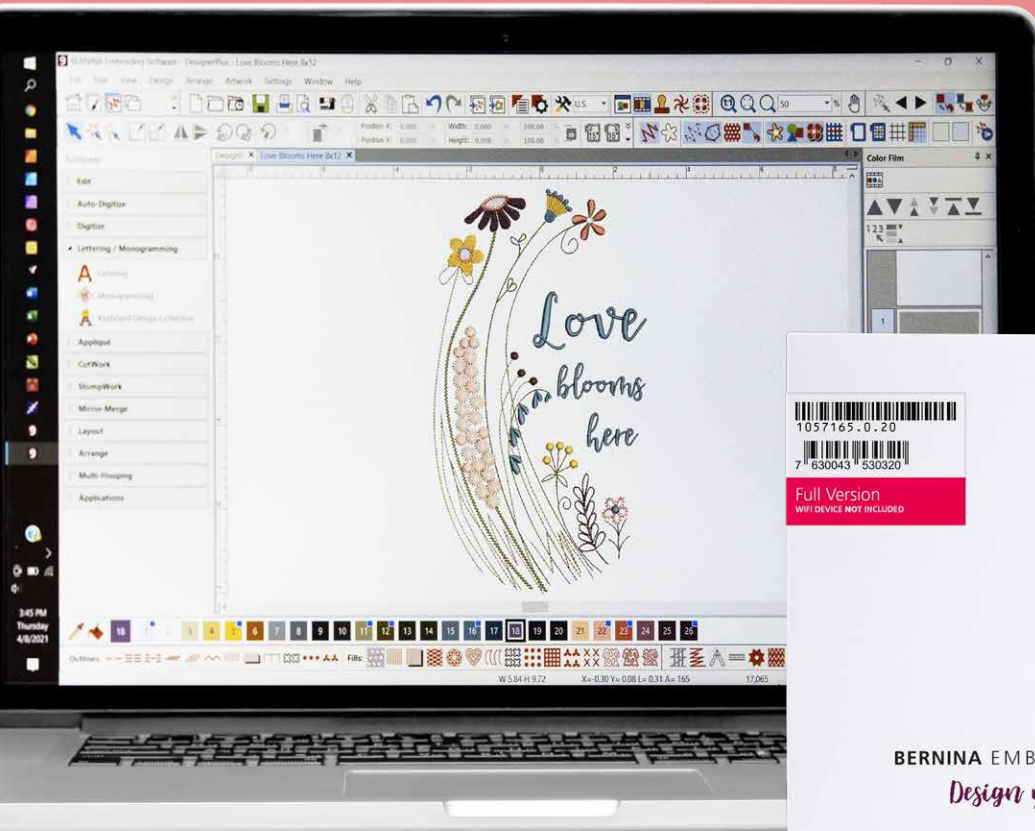 BERNINA Embroidery Software - DesignerPlus - Love Blooms Here 8x12
File Edit View Design Arrange Artwork Settings Window Help
U.S.
50
Position X: 0.000 Width: 0.000 100.00
Position Y: 0.000 Height: 0.000 100.00
Design1 Love Blooms Here 8x12
Color Film
Edit
Auto-Digitize
Digitize
Lettering / Monogramming
Lettering
Monogramming
Keyboard Design Collection
Appliqué
CutWork
StumpWork
Mirror-Merge
Layout
Arrange
Multi-Hooping
Applications
123
1
Love
blooms
here
1057165.0.20
7 630043 530320
Full Version
WIFI DEVICE NOT INCLUDED
3:45 PM
Thursday
4/8/2021
18 1 2 3 4 5 6 7 8 9 10 11 12 13 14 15 16 17 18 19 20 21 22 23 24 25 26
Outlines Fills:
W 5.84 H 9.72 X=-0.30 Y= 0.08 L= 0.31 A= 165 17,065
BERNINA EMB
Design